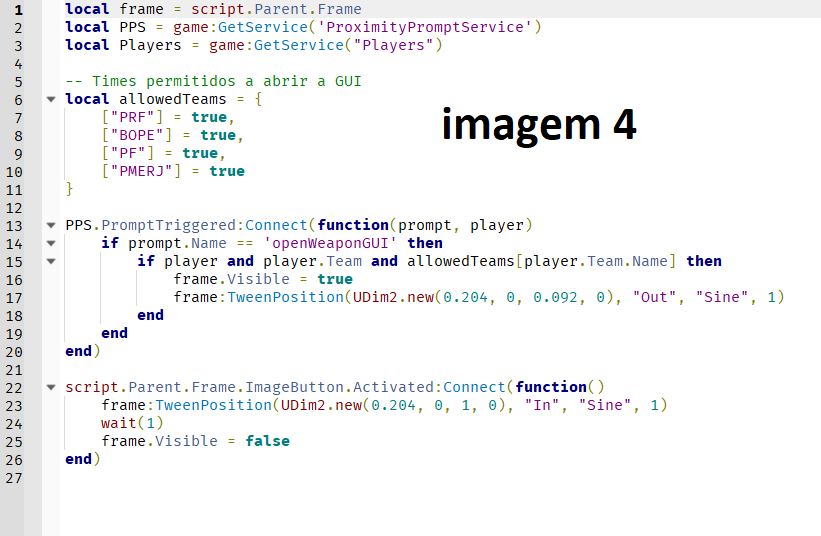 1 local frame = script.Parent.Frame
2 local PPS = game:GetService('ProximityPromptService')
3 local Players = game:GetService("Players")
4
5 -- Times permitidos a abrir a GUI
6 local allowedTeams = {
7 ["PRF"] = true,
8 ["BOPE"] = true,
9 ["PF"] = true,
10 ["PMERJ"] = true
11 }
imagem 4
12
13 PPS.PromptTriggered:Connect(function(prompt, player)
14 if prompt.Name == 'openWeaponGUI' then
15 if player and player.Team and allowedTeams[player.Team.Name] then
16 frame.Visible = true
17 frame:TweenPosition(UDim2.new(0.204, 0, 0.092, 0), "Out", "Sine", 1)
18 end
19 end
20 end)
21
22 script.Parent.Frame.ImageButton.Activated:Connect(function()
23 frame:TweenPosition(UDim2.new(0.204, 0, 1, 0), "In", "Sine", 1)
24 wait(1)
25 frame.Visible = false
26 end)
27